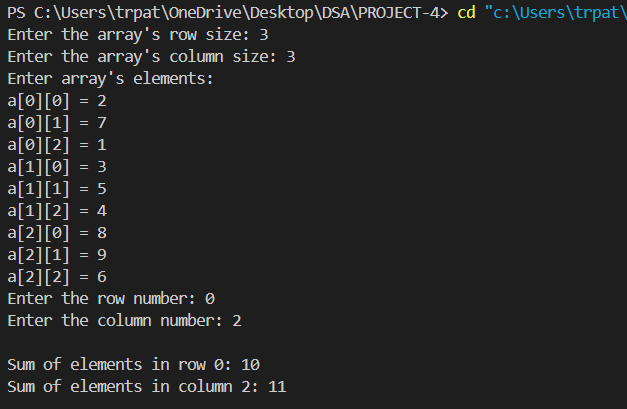 PS C:\Users\trpat\OneDrive\Desktop\DSA\PROJECT-4> cd "c:\Users\trpat\
Enter the array's row size: 3
Enter the array's column size: 3
Enter array's elements:
a[0][0] = 2
a[0][1] = 7
a[0][2] = 1
a[1][0] = 3
a[1][1] = 5
a[1][2] = 4
a[2][0] = 8
a[2][1] = 9
a[2][2] = 6
Enter the row number: 0
Enter the column number: 2
Sum of elements in row 0: 10
Sum of elements in column 2: 11